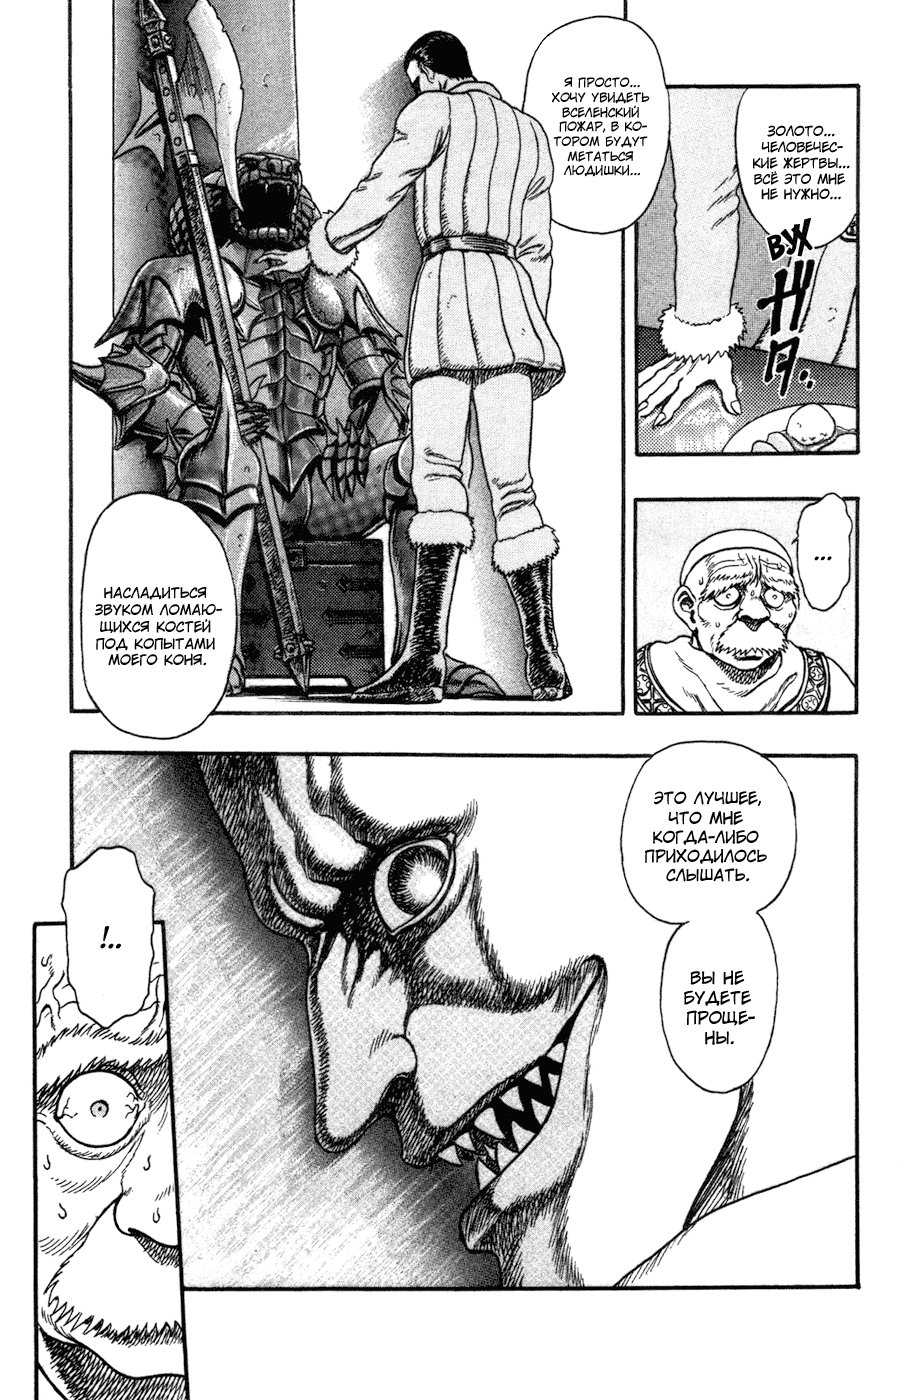 ЗОЛОТО...
ЧЕЛОВЕЧЕС-
КИЕ ЖЕРТВЫ...
ВСЁ ЭТО МНЕ
НЕ НУЖНО...
ВУХ
...
Я ПРОСТО...
ХОЧУ УВИДЕТЬ
ВСЕЛЕНСКИЙ
ПОЖАР, В КО-
ТОРОМ БУДУТ
МЕТАТЬСЯ
ЛЮДИШКИ...
НАСЛАДИТЬСЯ
ЗВУКОМ ЛОМАЮ-
ЩИХСЯ КОСТЕЙ
ПОД КОПЫТАМИ
МОЕГО КОНЯ.
ЭТО ЛУЧШЕЕ,
ЧТО МНЕ
КОГДА-ЛИБО
ПРИХОДИЛОСЬ
СЛЫШАТЬ.
ВЫ НЕ
БУДЕТЕ
ПРОЩЕ-
НЫ.
!..